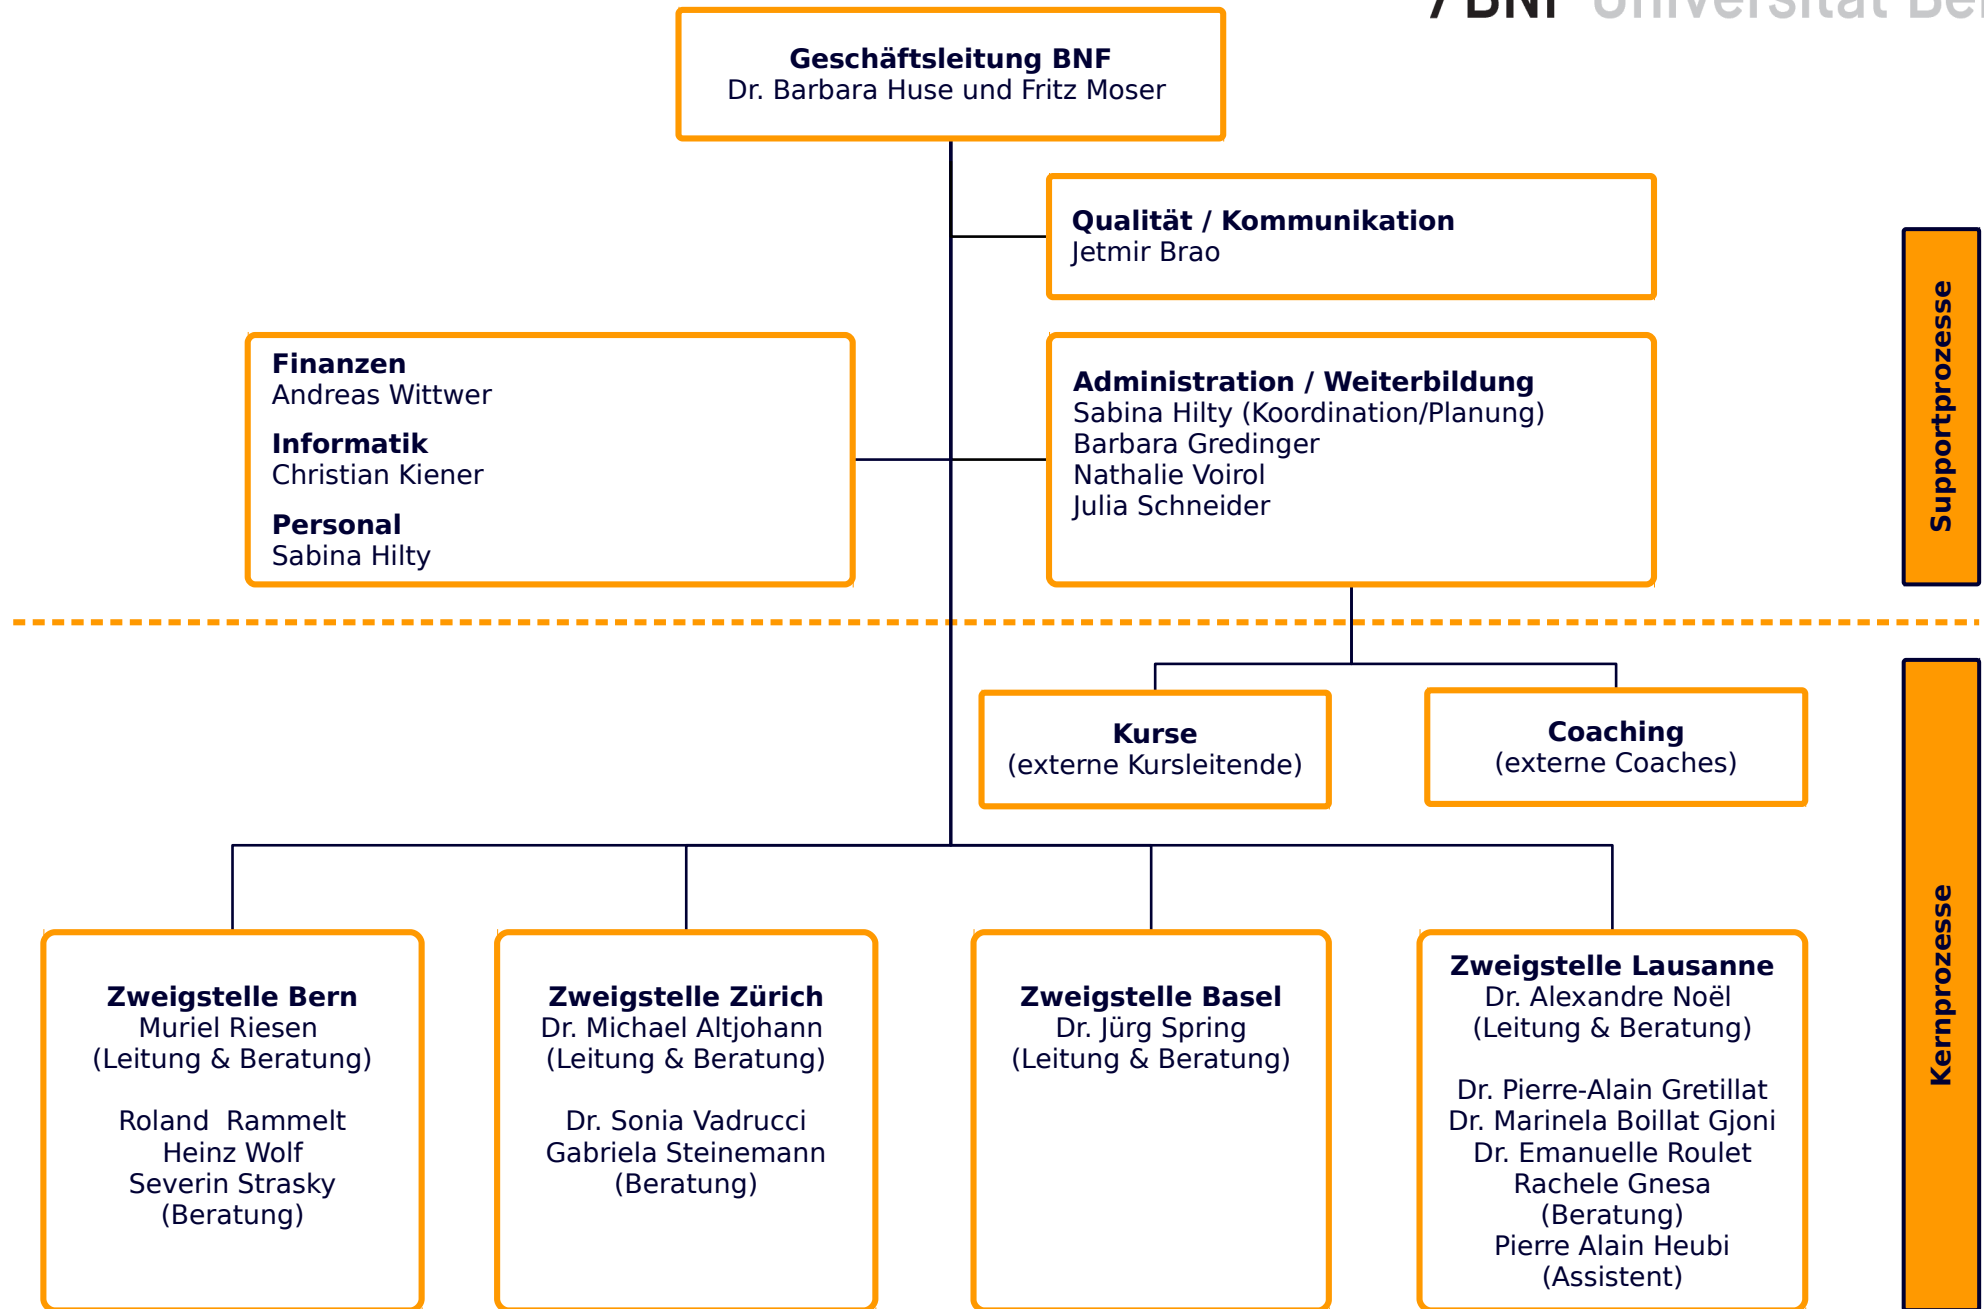 BNF Universität
Geschäftsleitung BNF
Dr. Barbara Huse und Fritz Moser
Qualität / Kommunikation
Jetmir Brao
Supportprozesse
Finanzen
Andreas Wittwer
Informatik
Christian Kiener
Personal
Sabina Hilty
Administration / Weiterbildung
Sabina Hilty (Koordination/Planung)
Barbara Gredinger
Nathalie Voirol
Julia Schneider
Kurse
(externe Kursleitende)
Coaching
(externe Coaches)
Kernprozesse
Zweigstelle Bern
Muriel Riesen
(Leitung & Beratung)
Roland  Rammelt
Heinz Wolf
Severin Strasky
(Beratung)
Zweigstelle Zürich
Dr. Michael Altjohann
(Leitung & Beratung)
Dr. Sonia Vadrucci
Gabriela Steinemann
(Beratung)
Zweigstelle Basel
Dr. Jürg Spring
(Leitung & Beratung)
Zweigstelle Lausanne
Dr. Alexandre Noël
(Leitung & Beratung)
Dr. Pierre-Alain Gretillat
Dr. Marinela Boillat Gjoni
Dr. Emanuelle Roulet
Rachele Gnesa
(Beratung)
Pierre Alain Heubi
(Assistent)